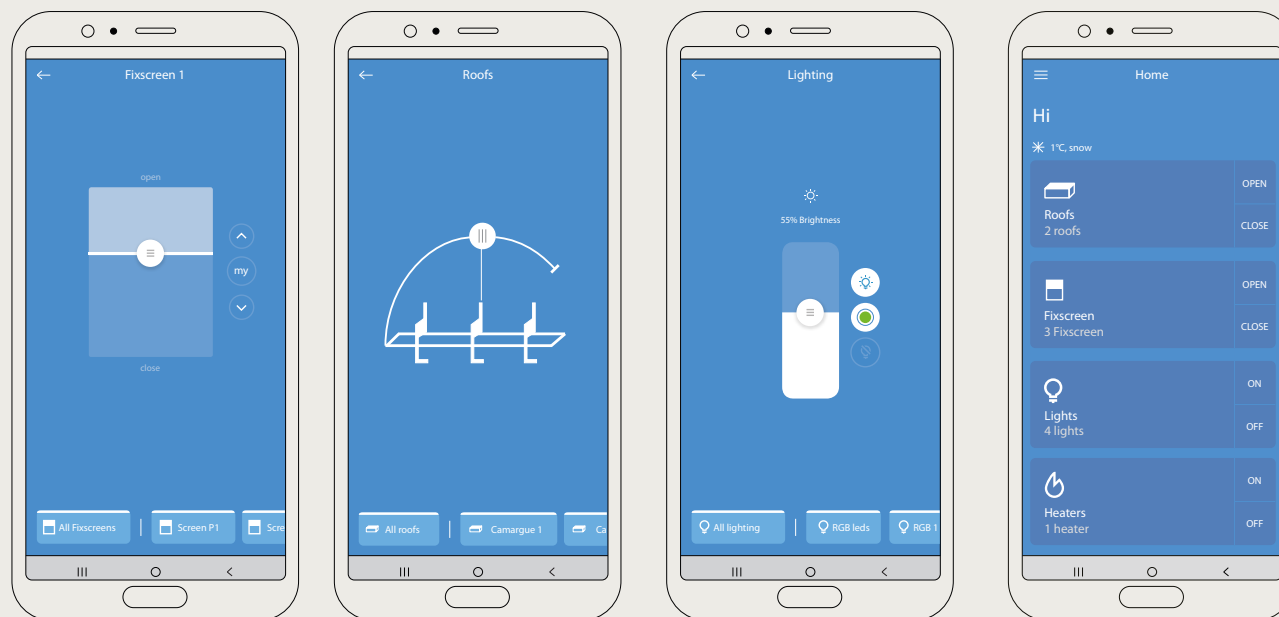 Fixscreen 1
open
my
close
All Fixscreens
Screen P1
Scre
Roofs
All roofs
Camargue 1
Ca
Lighting
55% Brightness
All lighting
RGB leds
RGB 1
Home
Hi
1°C, snow
Roofs
2 roofs
OPEN
CLOSE
Fixscreen
3 Fixscreen
OPEN
CLOSE
Lights
4 lights
ON
OFF
Heaters
1 heater
ON
OFF